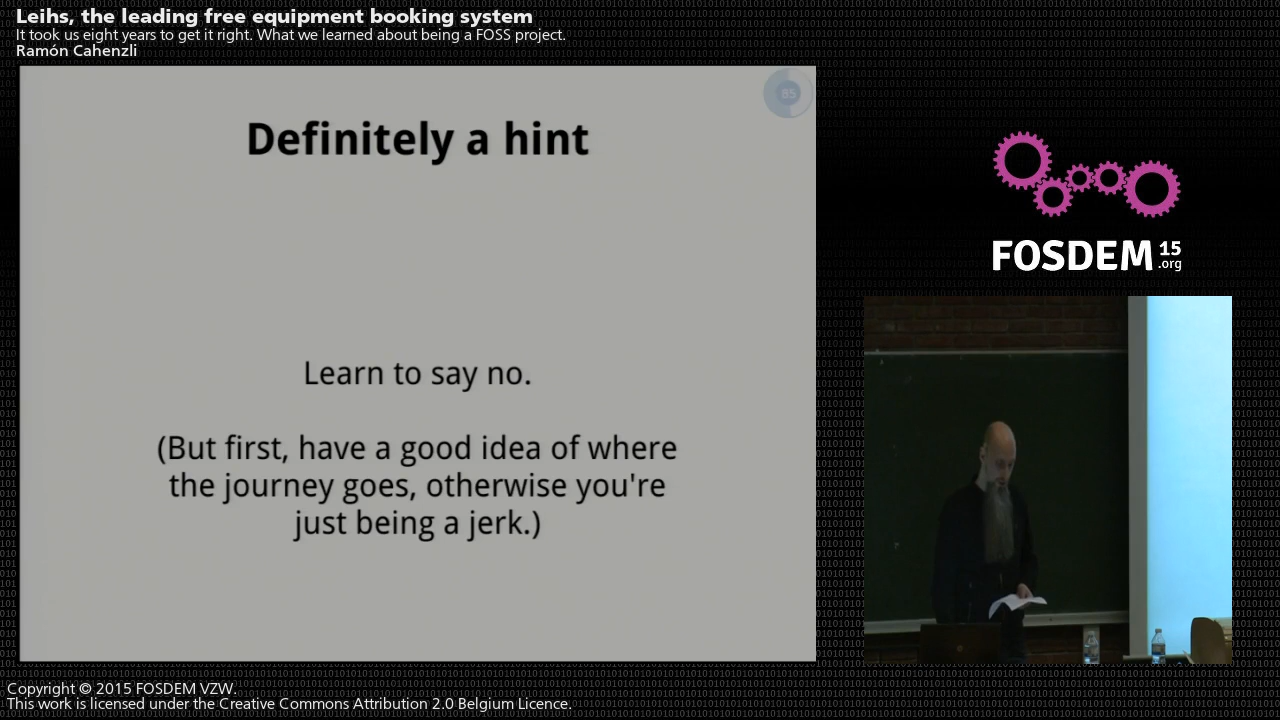 Leihs, the leading free equipment booking system
It took us eight years to get it right. What we learned about being a FOSS project.
Ramón Cahenzli
85
Definitely a hint
Learn to say no.
(But first, have a good idea of where
the journey goes, otherwise you're
just being a jerk.)
FOSDEM 15
.org
Copyright © 2015 FOSDEM VZW.
This work is licensed under the Creative Commons Attribution 2.0 Belgium Licence.